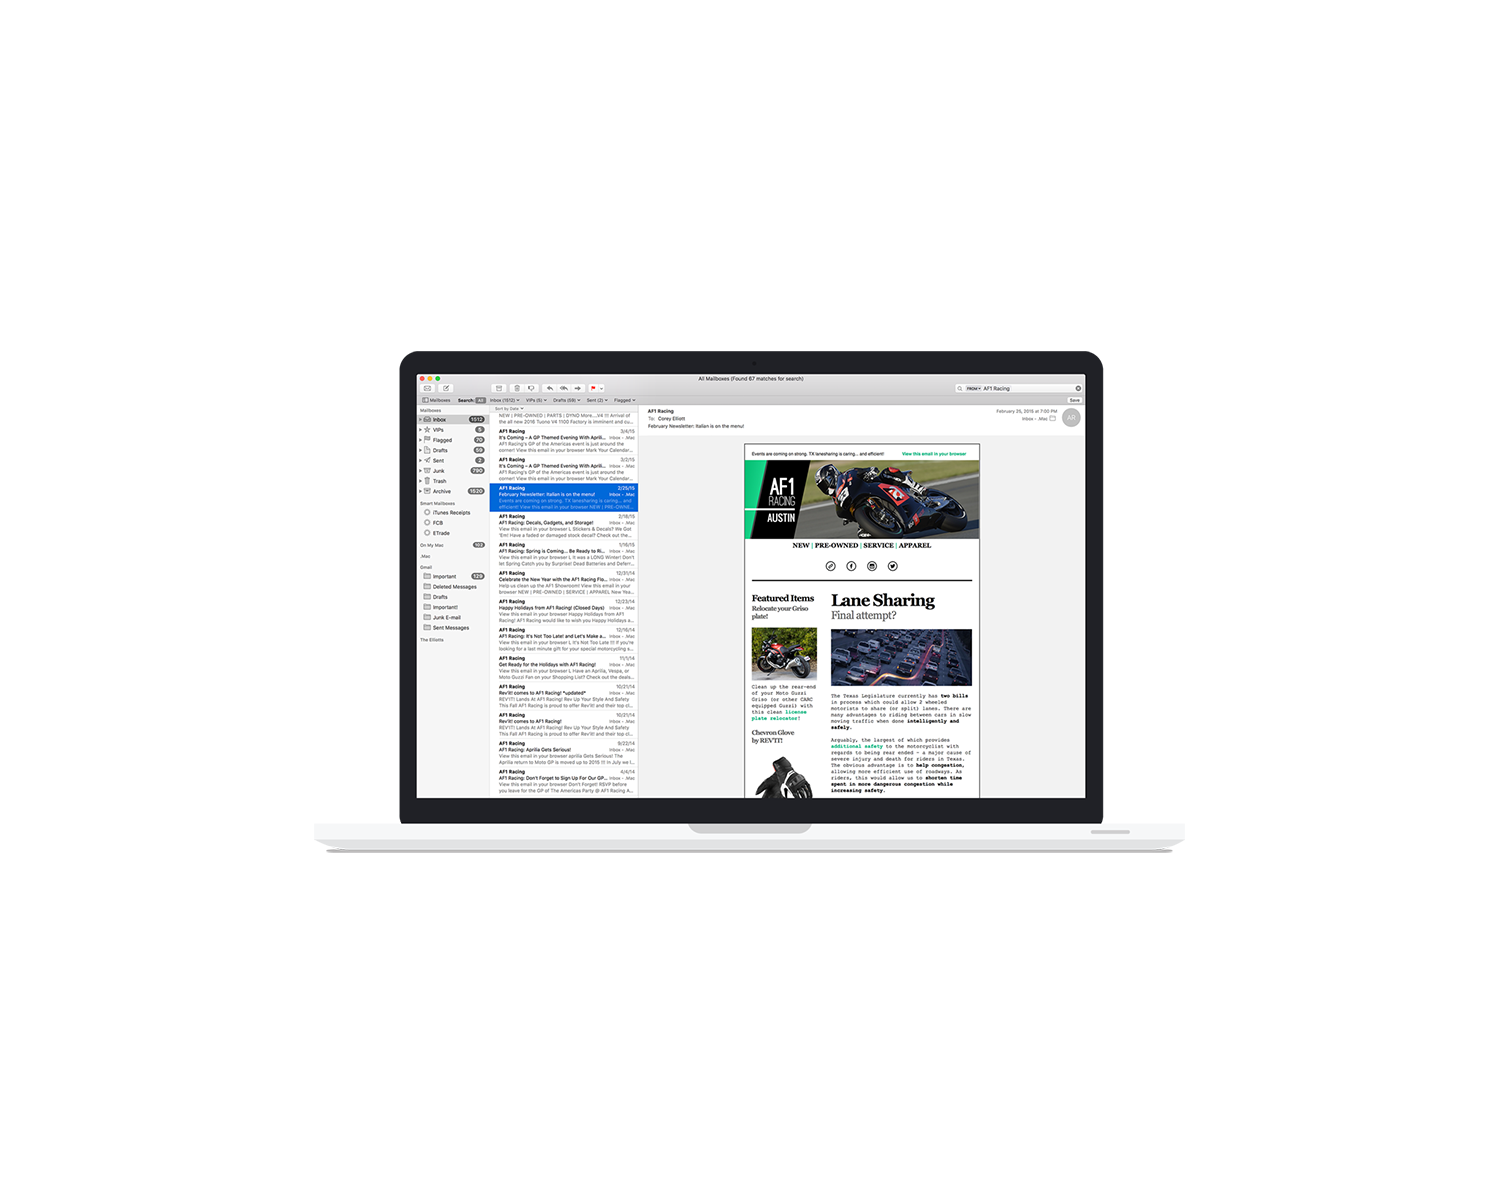 All Mailboxes (Found 67 matches for search)
FROM AF1 Racing
Mailboxes Search: All Inbox (1512) VIPs (5) Drafts (59) Sent (2) Flagged Save
Mailboxes
Inbox 1512
VIPs 5
Flagged 70
Drafts 59
Sent 2
Junk 790
Trash
Archive 1620
Smart Mailboxes
iTunes Receipts
FCB
ETrade
On My Mac 102
.Mac
Gmail
Important 129
Deleted Messages
Drafts
Important!
Junk E-mail
Sent Messages
The Elliotts
Sort by Date
NEW | PRE-OWNED | PARTS | DYNO More...V4 !!! Arrival of
the all new 2016 Tuono V4 1100 Factory is imminent and cu...
AF1 Racing 3/4/15
It's Coming – A GP Themed Evening With Aprili... Inbox - .Mac
AF1 Racing's GP of the Americas event is just around the
corner! View this email in your browser Mark Your Calendar...
AF1 Racing 3/2/15
It's Coming – A GP Themed Evening With Aprili... Inbox - .Mac
AF1 Racing's GP of the Americas event is just around the
corner! View this email in your browser Mark Your Calendar...
AF1 Racing 2/25/15
February Newsletter: Italian is on the menu! Inbox - .Mac
Events are coming on strong. TX lanesharing is caring... and
efficient! View this email in your browser NEW | PRE-OWNE...
AF1 Racing 2/18/15
AF1 Racing: Decals, Gadgets, and Storage! Inbox - .Mac
View this email in your browser L Stickers & Decals? We Got
'Em! Have a faded or damaged stock decal? Check out the...
AF1 Racing 1/16/15
AF1 Racing: Spring is Coming... Be Ready to Ri... Inbox - .Mac
View this email in your browser L It was a LONG Winter! Don't
let Spring Catch you by Surprise! Dead Batteries and Deferr...
AF1 Racing 12/31/14
Celebrate the New Year with the AF1 Racing Flo... Inbox - .Mac
Help us clean up the AF1 Showroom! View this email in your
browser NEW | PRE-OWNED | SERVICE | APPAREL New Yea...
AF1 Racing 12/23/14
Happy Holidays from AF1 Racing! (Closed Days) Inbox - .Mac
View this email in your browser Happy Holidays from AF1
Racing! AF1 Racing would like to wish you Happy Holidays a...
AF1 Racing 12/16/14
AF1 Racing: It's Not Too Late! and Let's Make a... Inbox - .Mac
View this email in your browser L It's Not Too Late !!! If you're
looking for a last minute gift for your special motorcycling s...
AF1 Racing 11/1/14
Get Ready for the Holidays with AF1 Racing! Inbox - .Mac
View this email in your browser L Have an Aprilia, Vespa, or
Moto Guzzi Fan on your Shopping List? Check out the deals...
AF1 Racing 10/21/14
Rev'it! comes to AF1 Racing! *updated* Inbox - .Mac
REV'IT! Lands At AF1 Racing! Rev Up Your Style And Safety
This Fall AF1 Racing is proud to offer Rev'it! and their top cl...
AF1 Racing 10/21/14
Rev'it! comes to AF1 Racing! Inbox - .Mac
REV'IT! Lands At AF1 Racing! Rev Up Your Style And Safety
This Fall AF1 Racing is proud to offer Rev'it! and their top cl...
AF1 Racing 9/22/14
AF1 Racing: Aprilia Gets Serious! Inbox - .Mac
View this email in your browser aprilia Gets Serious! The
Aprilia return to Moto GP is moved up to 2015 !!! In July we l...
AF1 Racing 4/4/14
AF1 Racing: Don't Forget to Sign Up For Our GP... Inbox - .Mac
View this email in your browser Don't Forget! RSVP before
you leave for the GP of The Americas Party @ AF1 Racing A...
AF1 Racing February 25, 2015 at 7:00 PM
To: Corey Elliott Inbox - .Mac
February Newsletter: Italian is on the menu!
AR
Events are coming on strong. TX lanesharing is caring... and efficient! View this email in your browser
AF1
RACING
AUSTIN
NEW | PRE-OWNED | SERVICE | APPAREL
Featured Items
Relocate your Griso
plate!
Clean up the rear-end
of your Moto Guzzi
Griso (or other CARC
equipped Guzzi) with
this clean license
plate relocator!
Chevron Glove
by REV'IT!
Lane Sharing
Final attempt?
The Texas Legislature currently has two bills
in process which could allow 2 wheeled
motorists to share (or split) lanes. There are
many advantages to riding between cars in slow
moving traffic when done intelligently and
safely.
Arguably, the largest of which provides
additional safety to the motorcyclist with
regards to being rear ended - a major cause of
severe injury and death for riders in Texas.
The obvious advantage is to help congestion,
allowing more efficient use of roadways. As
riders, this would allow us to shorten time
spent in more dangerous congestion while
increasing safety.